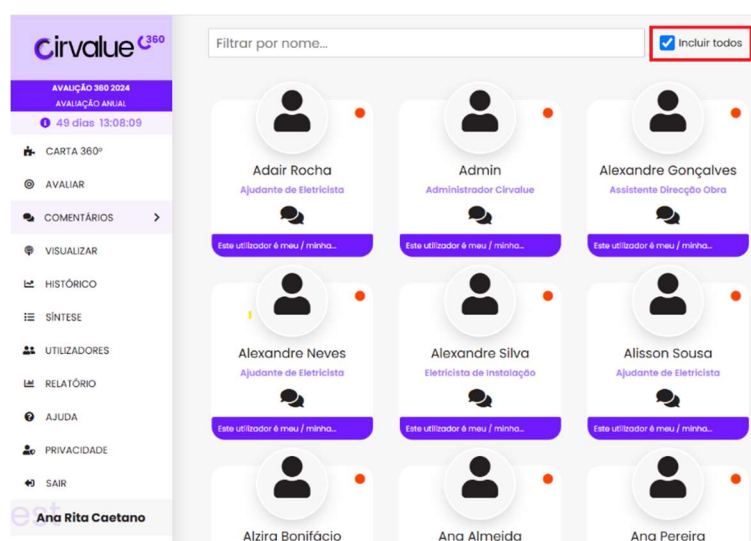 Cirvalue C360
AVALIÇÃO 360 2024
AVALIAÇÃO ANUAL
49 dias 13:08:09
CARTA 360º
AVALIAR
COMENTÁRIOS
VISUALIZAR
HISTÓRICO
SÍNTESE
UTILIZADORES
RELATÓRIO
AJUDA
PRIVACIDADE
SAIR
est
Ana Rita Caetano
Filtrar por nome...
Incluir todos
Adair Rocha
Ajudante de Eletricista
Este utilizador é meu / minha...
Admin
Administrador Cirvalue
Este utilizador é meu / minha...
Alexandre Gonçalves
Assistente Direcção Obra
Este utilizador é meu / minha...
Alexandre Neves
Ajudante de Eletricista
Este utilizador é meu / minha...
Alexandre Silva
Eletricista de Instalação
Este utilizador é meu / minha...
Alisson Sousa
Ajudante de Eletricista
Este utilizador é meu / minha...
Alzira Bonifácio
Ana Almeida
Ana Pereira